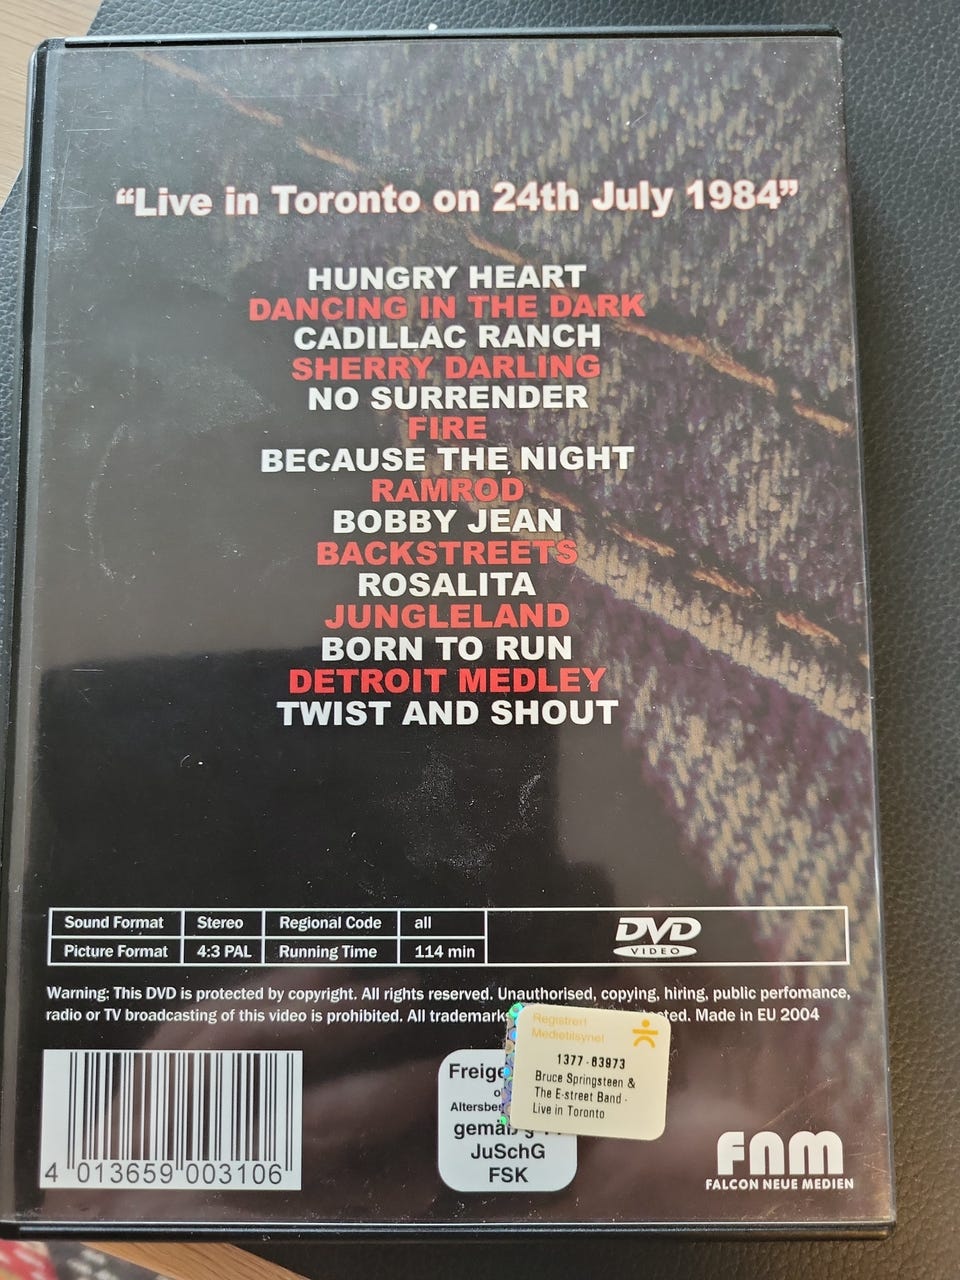 “Live in Toronto on 24th July 1984”
HUNGRY HEART
DANCING IN THE DARK
CADILLAC RANCH
SHERRY DARLING
NO SURRENDER
FIRE
BECAUSE THE NIGHT
RAMROD
BOBBY JEAN
BACKSTREETS
ROSALITA
JUNGLELAND
BORN TO RUN
DETROIT MEDLEY
TWIST AND SHOUT
Sound Format Stereo Regional Code all
Picture Format 4:3 PAL Running Time 114 min
DVD
VIDEO
Warning: This DVD is protected by copyright. All rights reserved. Unauthorised, copying, hiring, public perfomance,
radio or TV broadcasting of this video is prohibited. All trademarks Made in EU 2004
Registrert
Medietilsynet
1377-83973
Bruce Springsteen &
The E-street Band -
Live in Toronto
4 013659 003106
JuSchG
FSK
FNM
FALCON NEUE MEDIEN